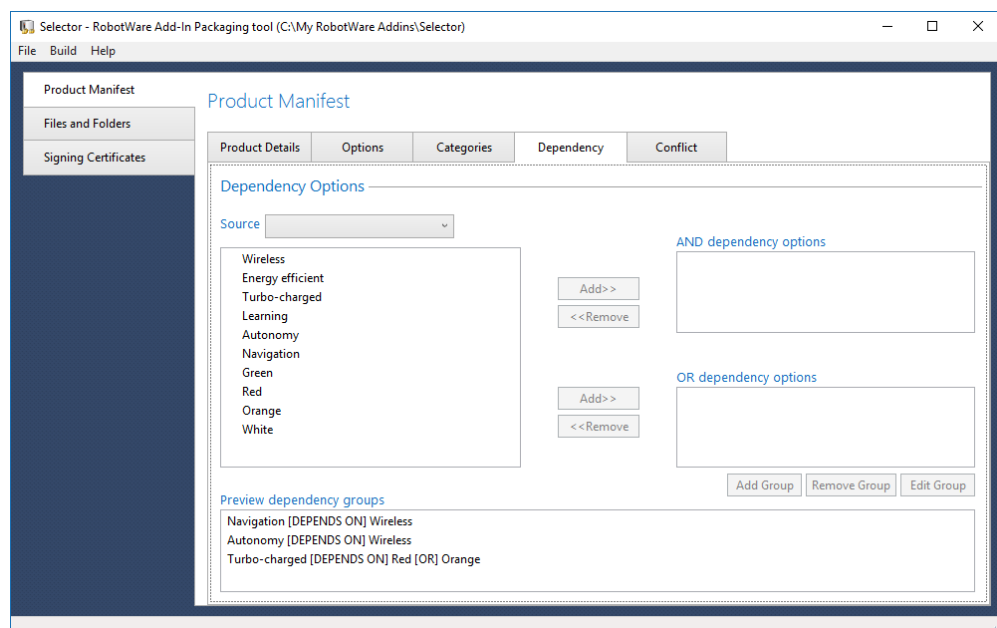 Selector - RobotWare Add-In Packaging tool (C:\My RobotWare Addins\Selector)
File Build Help
Product Manifest
Files and Folders
Signing Certificates
Product Manifest
Product Details Options Categories Dependency Conflict
Dependency Options
Source
Wireless
Energy efficient
Turbo-charged
Learning
Autonomy
Navigation
Green
Red
Orange
White
Add>>
<<Remove
AND dependency options
Add>>
<<Remove
OR dependency options
Add Group Remove Group Edit Group
Preview dependency groups
Navigation [DEPENDS ON] Wireless
Autonomy [DEPENDS ON] Wireless
Turbo-charged [DEPENDS ON] Red [OR] Orange